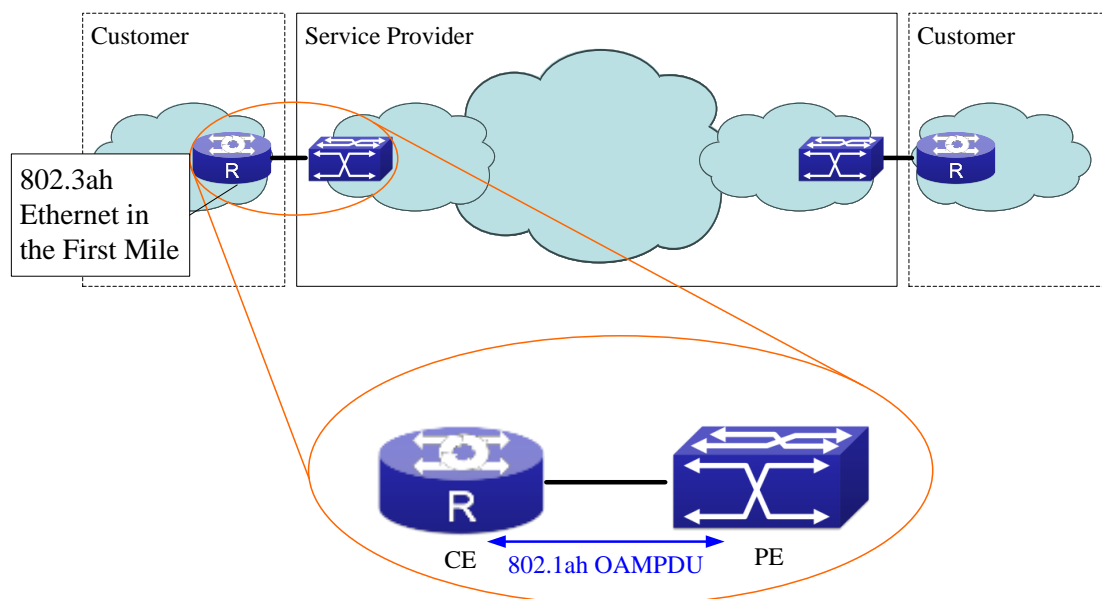 Customer
Service Provider
Customer
R
R
802.3ah
Ethernet in
the First Mile
R
CE
802.1ah OAMPDU
PE